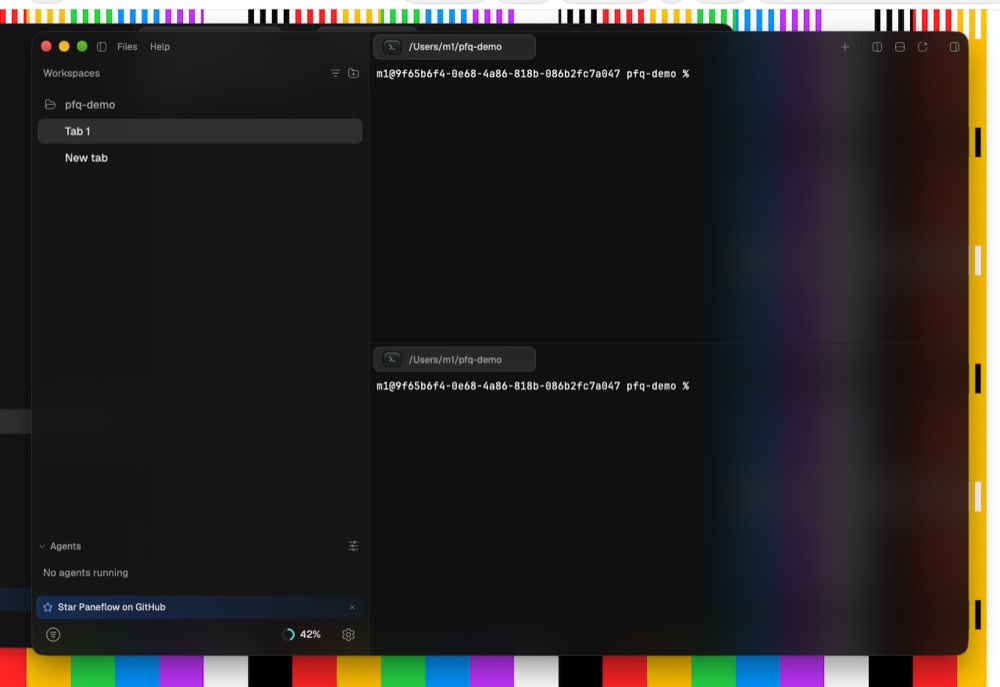 Files Help
/Users/m1/pfq-demo
Workspaces
m1@9f65b6f4-0e68-4a86-818b-086b2fc7a047 pfq-demo %
pfq-demo
Tab 1
New tab
/Users/m1/pfq-demo
m1@9f65b6f4-0e68-4a86-818b-086b2fc7a047 pfq-demo %
Agents
No agents running
Star Paneflow on GitHub
42%